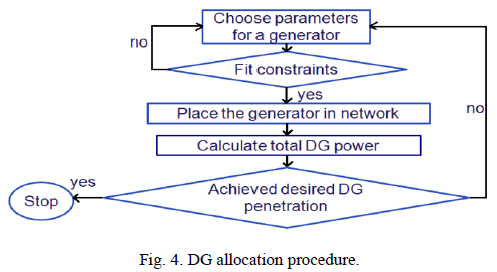 Choose parameters
for a generator
no
Fit constraints
yes
Place the generator in network
no
Calculate total DG power
yes
Achieved desired DG
penetration
Stop
Fig. 4. DG allocation procedure.